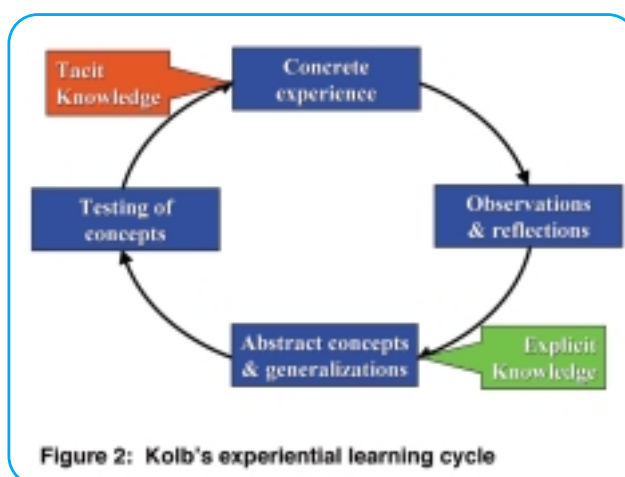 Tacit
Knowledge
Concrete
experience
Testing of
concepts
Observations
& reflections
Abstract concepts
& generalizations
Explicit
Knowledge
Figure 2: Kolb's experiential learning cycle